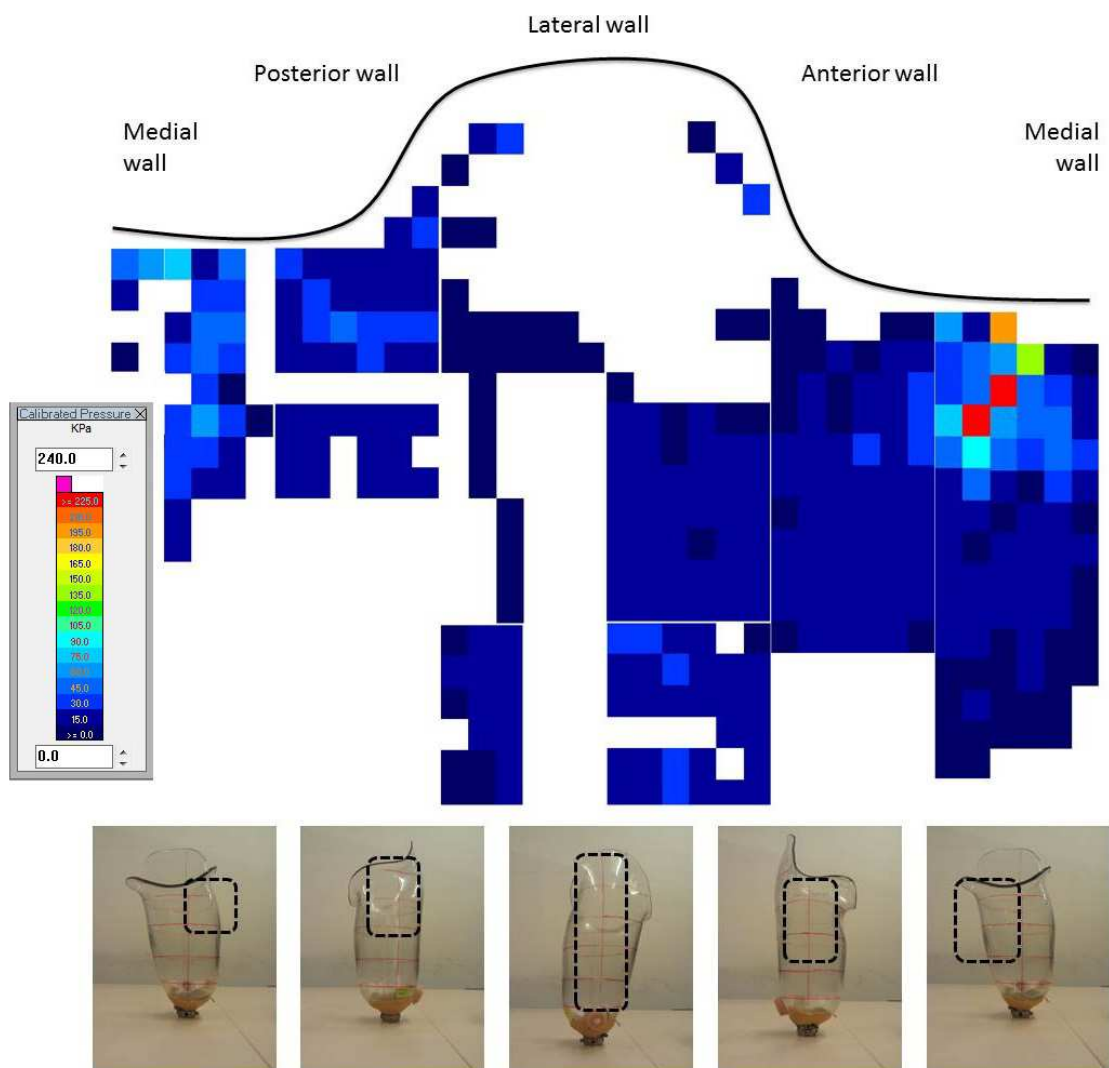 Lateral wall
Posterior wall
Anterior wall
Medial
wall
Medial
wall
Calibrated Pressure
KPa
240.0
>= 225.0
195.0
180.0
165.0
150.0
135.0
120.0
105.0
90.0
75.0
45.0
30.0
15.0
>= 0.0
0.0